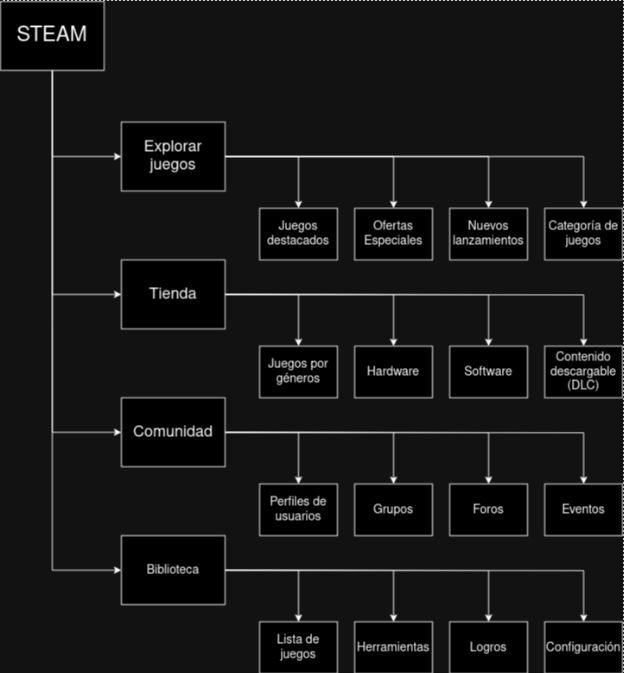 STEAM
Explorar
juegos
Juegos
destacados
Ofertas
Especiales
Nuevos
lanzamientos
Categoría de
juegos
Tienda
Juegos por
géneros
Hardware
Software
Contenido
descargable
(DLC)
Comunidad
Perfiles de
usuarios
Grupos
Foros
Eventos
Biblioteca
Lista de
juegos
Herramientas
Logros
Configuración